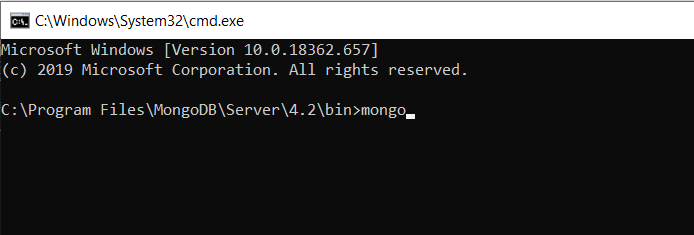 C:\Windows\System32\cmd.exe
Microsoft Windows [Version 10.0.18362.657]
(c) 2019 Microsoft Corporation. All rights reserved.
C:\Program Files\MongoDB\Server\4.2\bin>mongo